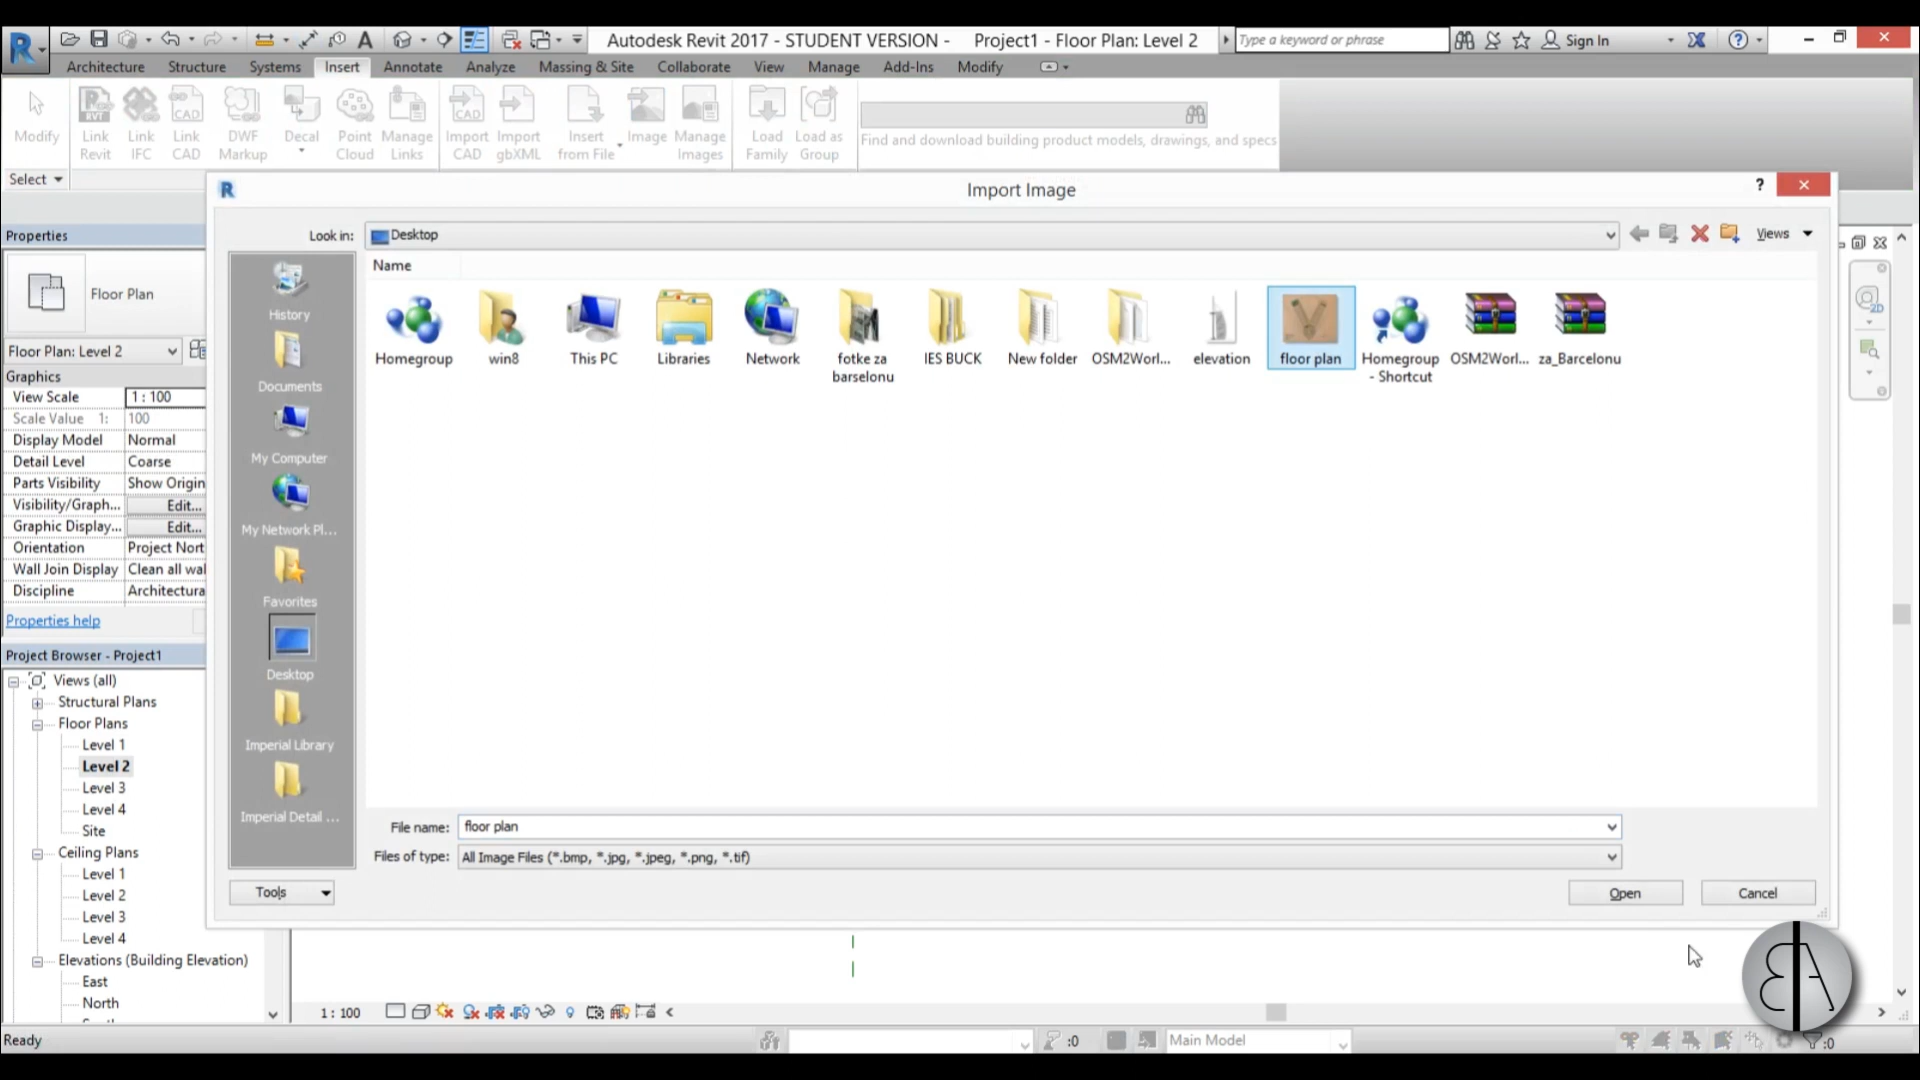 Autodesk Revit 2017 - STUDENT VERSION - Project1 - Floor Plan: Level 2
Type a keyword or phrase
Sign In
Architecture Structure Systems Insert Annotate Analyze Massing & Site Collaborate View Manage Add-Ins Modify
Modify
Link Revit
Link IFC
Link CAD
DWF Markup
Decal
Point Cloud
Manage Links
Import CAD
Import gbXML
Insert from File
Image
Manage Images
Load Family
Load as Group
Find and download building product models, drawings, and specs
Select
Import Image
Properties
Floor Plan
Floor Plan: Level 2
Graphics
View Scale 1 : 100
Scale Value 1: 100
Display Model Normal
Detail Level Coarse
Parts Visibility Show Origin
Visibility/Graph... Edit...
Graphic Display... Edit...
Orientation Project Nort
Wall Join Display Clean all wal
Discipline Architectura
Properties help
Project Browser - Project1
Views (all)
Structural Plans
Floor Plans
Level 1
Level 2
Level 3
Level 4
Site
Ceiling Plans
Level 1
Level 2
Level 3
Level 4
Elevations (Building Elevation)
East
North
Look in: Desktop
Views
Name
History
Documents
My Computer
My Network Pl...
Favorites
Desktop
Imperial Library
Imperial Detail ...
Homegroup
win8
This PC
Libraries
Network
fotke za barselonu
IES BUCK
New folder
OSM2Worl...
elevation
floor plan
Homegroup - Shortcut
OSM2Worl...
za_Barcelonu
File name: floor plan
Files of type: All Image Files (*.bmp, *.jpg, *.jpeg, *.png, *.tif)
Tools
Open
Cancel
1 : 100
Ready
:0
Main Model
:0